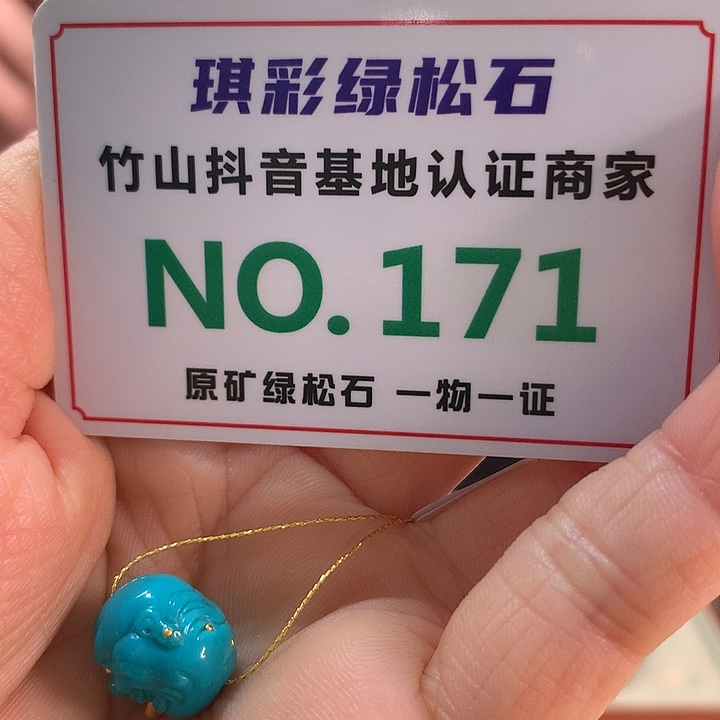 琪彩绿松石
竹山抖音基地认证商家
NO.171
原矿绿松石 一物一证